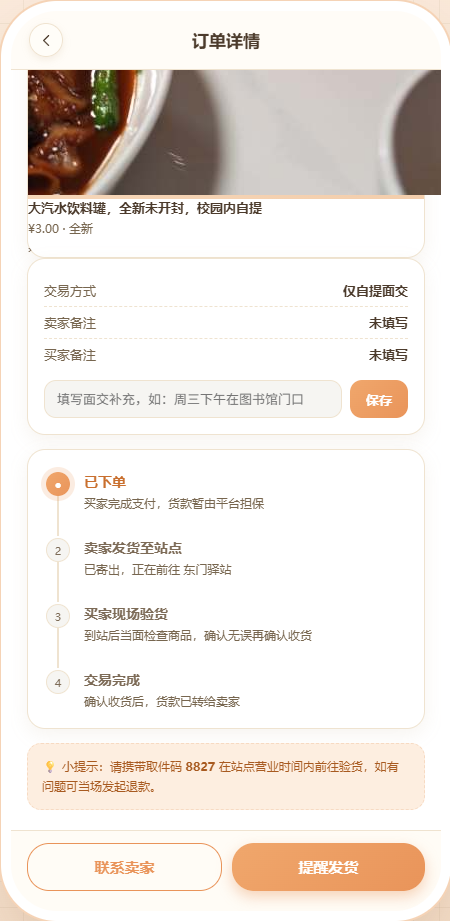 订单详情
大汽水饮料罐，全新未开封，校园内自提
¥3.00 · 全新
›
交易方式 仅自提面交
卖家备注 未填写
买家备注 未填写
填写面交补充，如：周三下午在图书馆门口 保存
已下单
买家完成支付，货款暂由平台担保
2 卖家发货至站点
已寄出，正在前往 东门驿站
3 买家现场验货
到站后当面检查商品，确认无误再确认收货
4 交易完成
确认收货后，货款已转给卖家
💡 小提示：请携带取件码 8827 在站点营业时间内前往验货，如有
问题可当场发起退款。
联系卖家 提醒发货